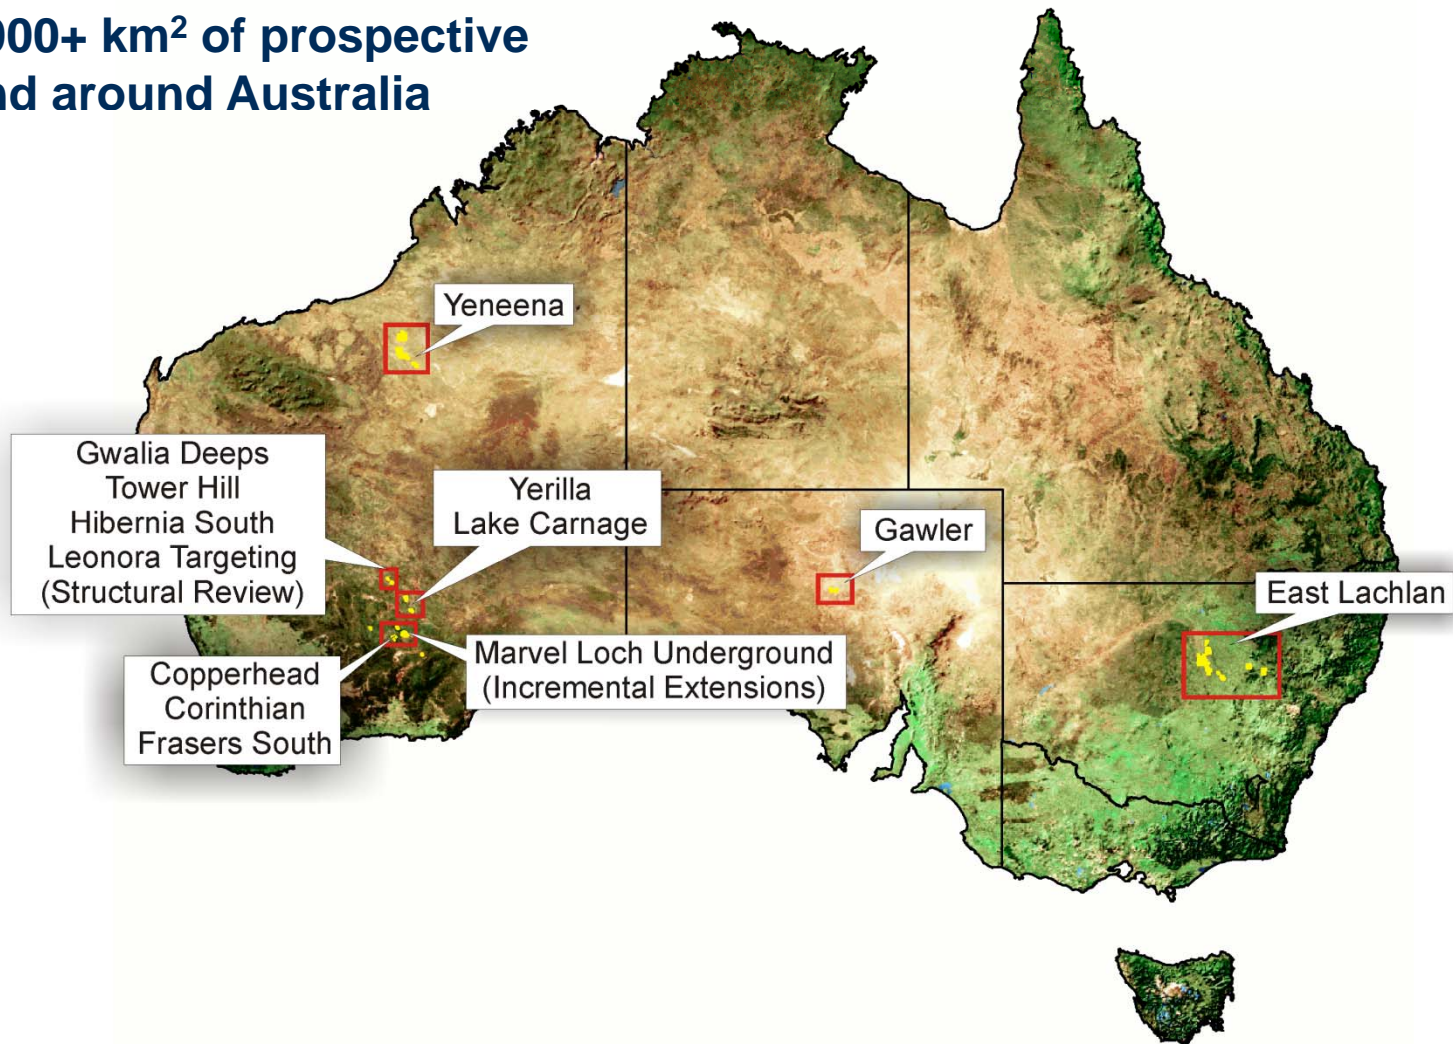 000+ km² of prospective
nd around Australia
Yeneena
Gwalia Deeps
Tower Hill
Hibernia South
Leonora Targeting
(Structural Review)
Yerilla
Lake Carnage
Gawler
East Lachlan
Marvel Loch Underground
(Incremental Extensions)
Copperhead
Corinthian
Frasers South